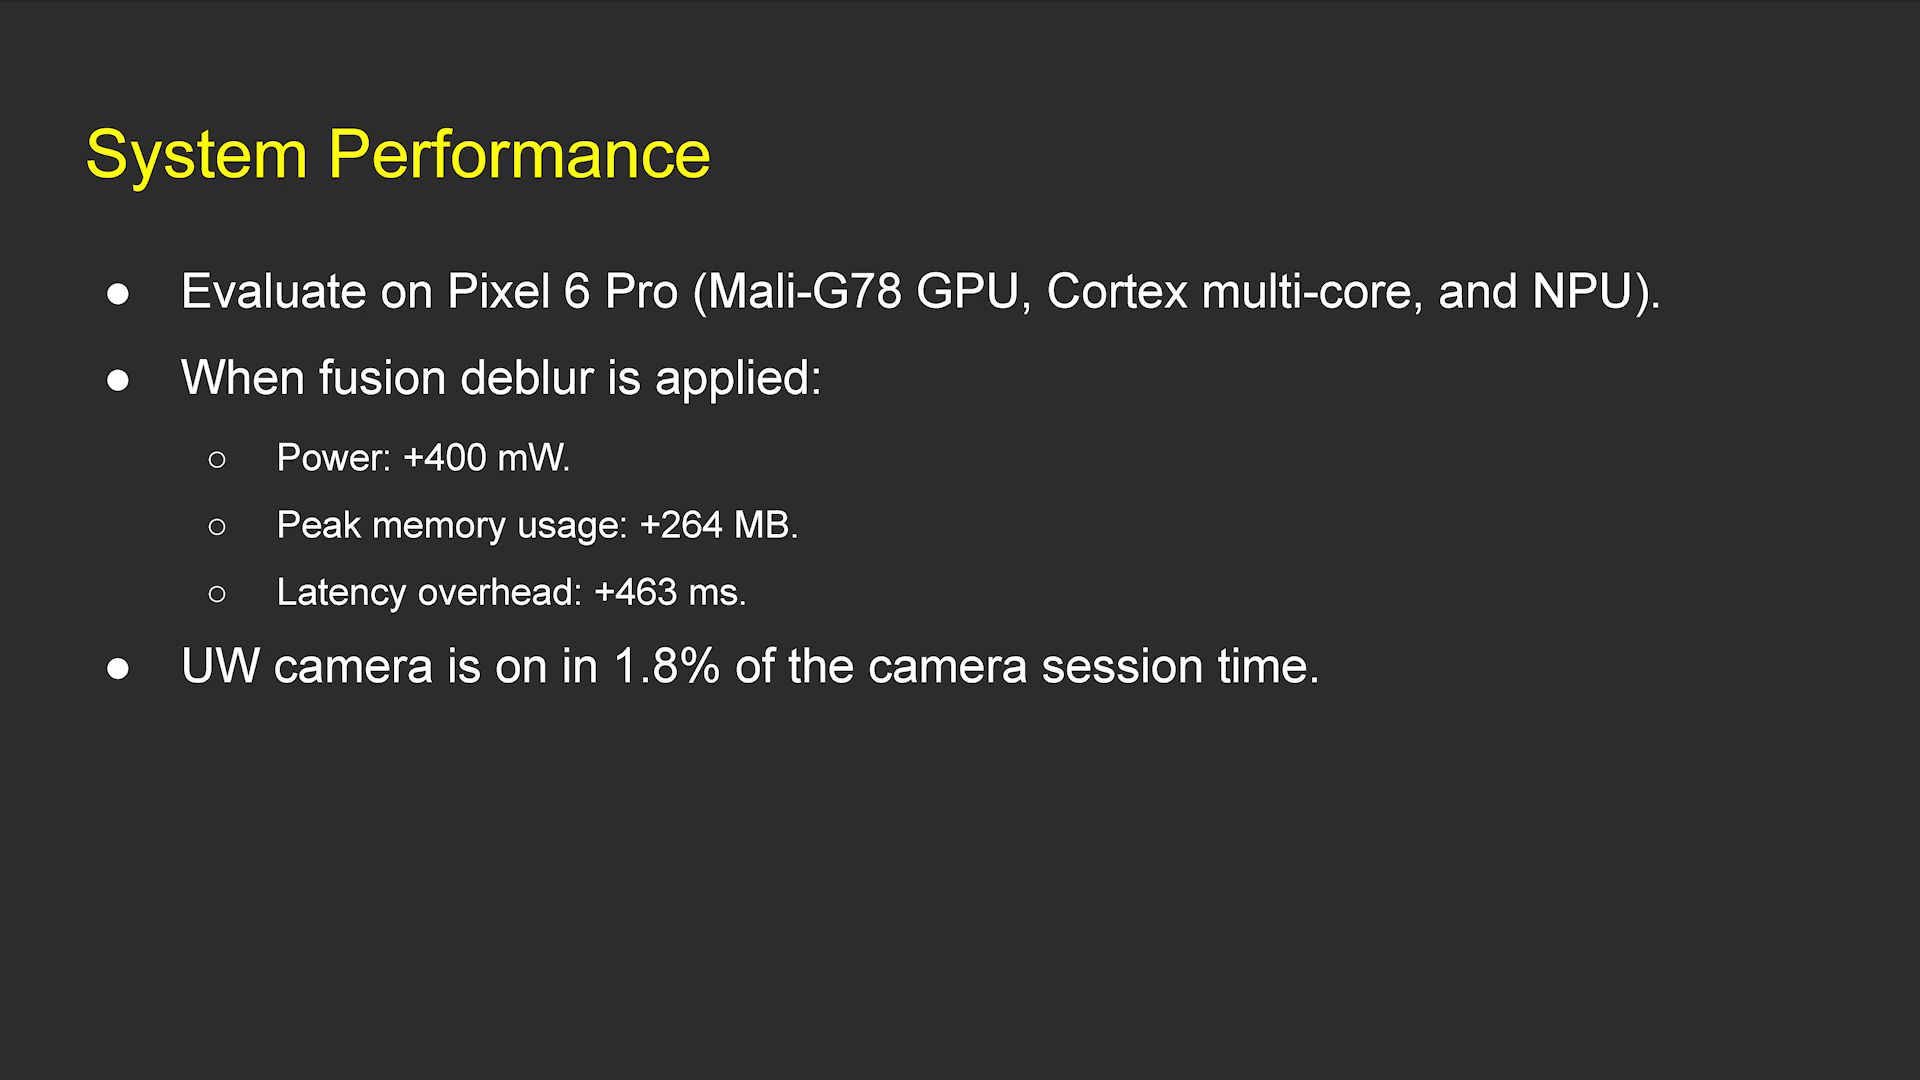 System Performance
● Evaluate on Pixel 6 Pro (Mali-G78 GPU, Cortex multi-core, and NPU).
● When fusion deblur is applied:
○ Power: +400 mW.
○ Peak memory usage: +264 MB.
○ Latency overhead: +463 ms.
● UW camera is on in 1.8% of the camera session time.